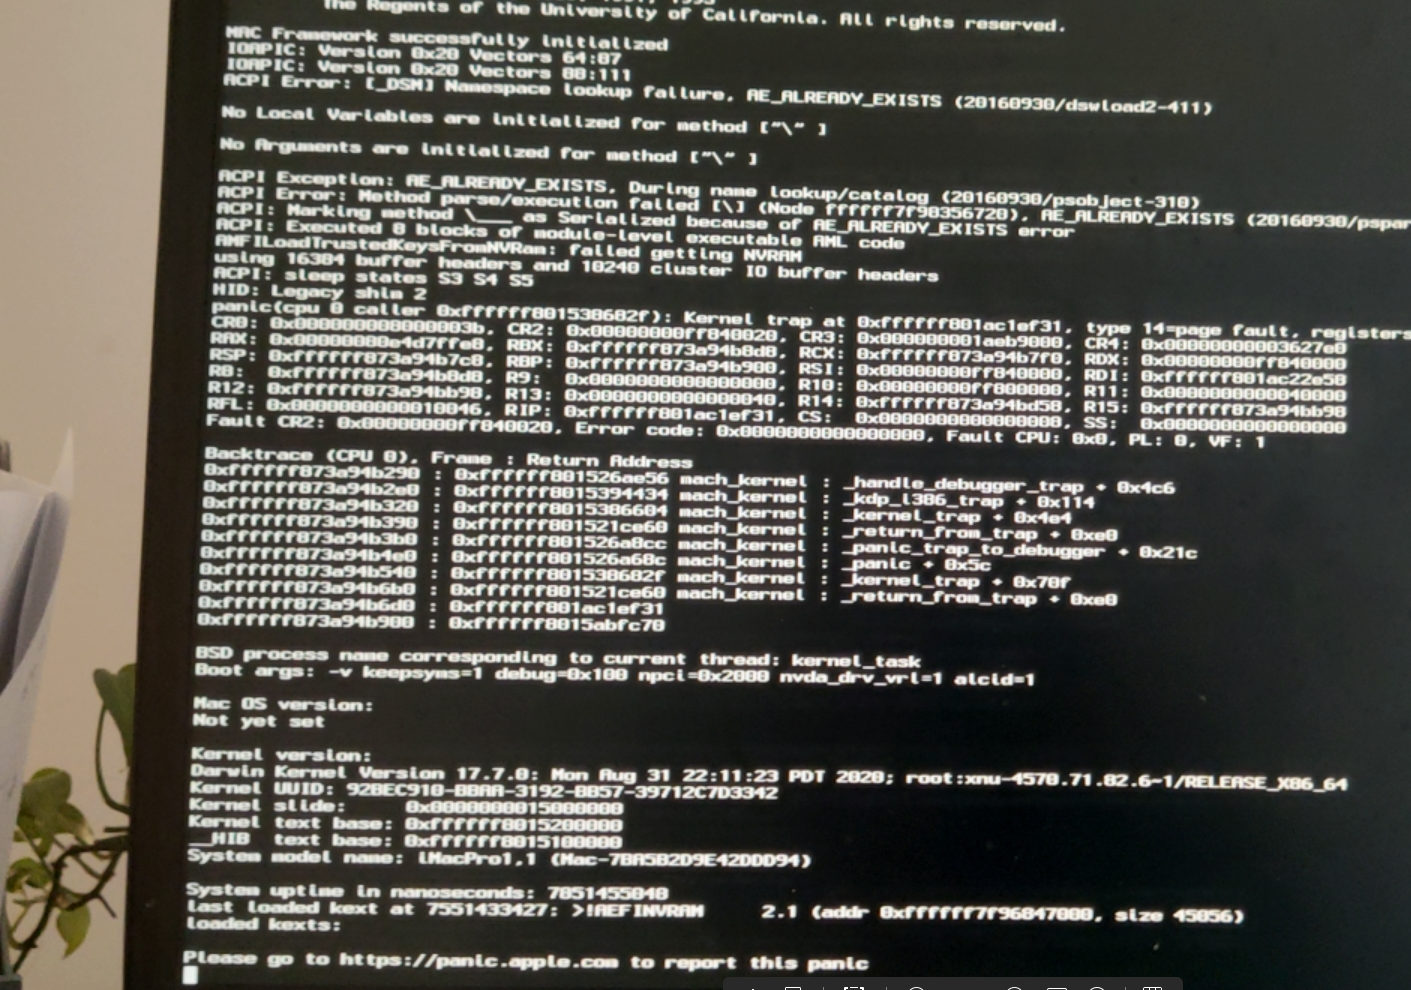 The Regents of the University of California. All rights reserved.
MAC Framework successfully initialized
IOAPIC: Version 0x20 Vectors 64:87
IOAPIC: Version 0x20 Vectors 88:111
ACPI Error: [_DSM] Namespace lookup failure, AE_ALREADY_EXISTS (20160930/dswload2-411)
No Local Variables are initialized for method ["\" ]
No Arguments are initialized for method ["\" ]
ACPI Exception: AE_ALREADY_EXISTS, During name lookup/catalog (20160930/psobject-310)
ACPI Error: Method parse/execution failed [\] (Node ffffff7f98356720), AE_ALREADY_EXISTS (20160930/pspar
ACPI: Marking method \___ as Serialized because of AE_ALREADY_EXISTS error
ACPI: Executed 8 blocks of module-level executable AML code
AMFILoadTrustedKeysFromNVRam: failed getting NVRAM
using 16384 buffer headers and 10240 cluster IO buffer headers
ACPI: sleep states S3 S4 S5
HID: Legacy shim 2
panic(cpu 0 caller 0xffffff801538682f): Kernel trap at 0xffffff801ac1ef31, type 14=page fault, registers
CR0: 0x000000000000003b, CR2: 0x00000000ff840020, CR3: 0x000000001aeb9000, CR4: 0x00000000003627e0
RAX: 0x00000000e4d7ffe8, RBX: 0xffffff873a94b8d8, RCX: 0xffffff873a94b7f0, RDX: 0x00000000ff840000
RSP: 0xffffff873a94b7c8, RBP: 0xffffff873a94b900, RSI: 0x00000000ff840000, RDI: 0xffffff801ac22e58
R8: 0xffffff873a94b8d8, R9: 0x0000000000000000, R10: 0x00000000ff800000, R11: 0x0000000000040000
R12: 0xffffff873a94bb98, R13: 0x0000000000000040, R14: 0xffffff873a94bd58, R15: 0xffffff873a94bb98
RFL: 0x0000000000010046, RIP: 0xffffff801ac1ef31, CS: 0x0000000000000008, SS: 0x0000000000000000
Fault CR2: 0x00000000ff840020, Error code: 0x0000000000000000, Fault CPU: 0x0, PL: 0, VF: 1
Backtrace (CPU 0), Frame : Return Address
0xffffff873a94b290 : 0xffffff801526ae56 mach_kernel : _handle_debugger_trap + 0x4c6
0xffffff873a94b2e0 : 0xffffff8015394434 mach_kernel : _kdp_i386_trap + 0x114
0xffffff873a94b320 : 0xffffff8015386604 mach_kernel : _kernel_trap + 0x4e4
0xffffff873a94b390 : 0xffffff801521ce60 mach_kernel : _return_from_trap + 0xe0
0xffffff873a94b3b0 : 0xffffff801526a8cc mach_kernel : _panic_trap_to_debugger + 0x21c
0xffffff873a94b4e0 : 0xffffff801526a68c mach_kernel : _panic + 0x5c
0xffffff873a94b540 : 0xffffff801538682f mach_kernel : _kernel_trap + 0x70f
0xffffff873a94b6b0 : 0xffffff801521ce60 mach_kernel : _return_from_trap + 0xe0
0xffffff873a94b6d0 : 0xffffff801ac1ef31
0xffffff873a94b900 : 0xffffff8015abfc70
BSD process name corresponding to current thread: kernel_task
Boot args: -v keepsyms=1 debug=0x100 npci=0x2000 nvda_drv_vrl=1 alcid=1
Mac OS version:
Not yet set
Kernel version:
Darwin Kernel Version 17.7.0: Mon Aug 31 22:11:23 PDT 2020; root:xnu-4570.71.82.6~1/RELEASE_X86_64
Kernel UUID: 92BEC910-8BAA-3192-BB57-39712C7D3342
Kernel slide: 0x0000000015000000
Kernel text base: 0xffffff8015200000
__HIB text base: 0xffffff8015100000
System model name: iMacPro1,1 (Mac-7BA5B2D9E42DDD94)
System uptime in nanoseconds: 7851455048
last loaded kext at 7551433427: >!AEFINVRAM 2.1 (addr 0xffffff7f96847000, size 45056)
loaded kexts:
Please go to https://panic.apple.com to report this panic